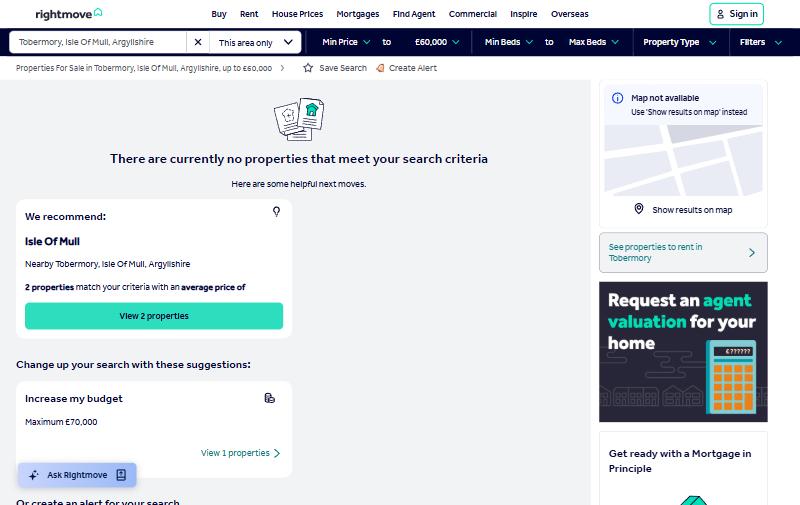 rightmove
Buy Rent House Prices Mortgages Find Agent Commercial Inspire Overseas
Sign in
Tobermory, Isle Of Mull, Argyllshire
This area only
Min Price to £60,000
Min Beds to Max Beds
Property Type
Filters
Properties For Sale in Tobermory, Isle Of Mull, Argyllshire, up to £60,000
Save Search
Create Alert
There are currently no properties that meet your search criteria
Here are some helpful next moves.
We recommend:
Isle Of Mull
Nearby Tobermory, Isle Of Mull, Argyllshire
2 properties match your criteria with an average price of
View 2 properties
Change up your search with these suggestions:
Increase my budget
Maximum £70,000
View 1 properties
Ask Rightmove
Or create an alert for your search
Map not available
Use 'Show results on map' instead
Show results on map
See properties to rent in
Tobermory
Request an agent
valuation for your
home
£??????
Get ready with a Mortgage in
Principle